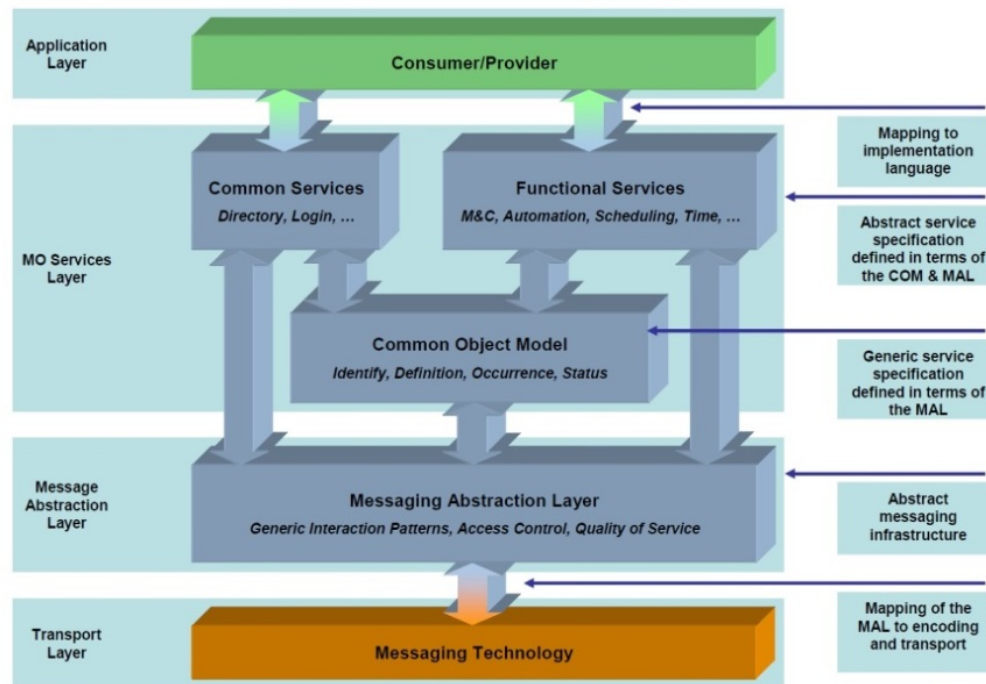 Application
Layer
Consumer/Provider
Mapping to
implementation
language
MO Services
Layer
Common Services
Directory, Login, ...
Functional Services
M&C, Automation, Scheduling, Time, ...
Abstract service
specification
defined in terms of
the COM & MAL
Common Object Model
Identify, Definition, Occurrence, Status
Generic service
specification
defined in terms of
the MAL
Message
Abstraction
Layer
Messaging Abstraction Layer
Generic Interaction Patterns, Access Control, Quality of Service
Abstract
messaging
infrastructure
Transport
Layer
Messaging Technology
Mapping of the
MAL to encoding
and transport